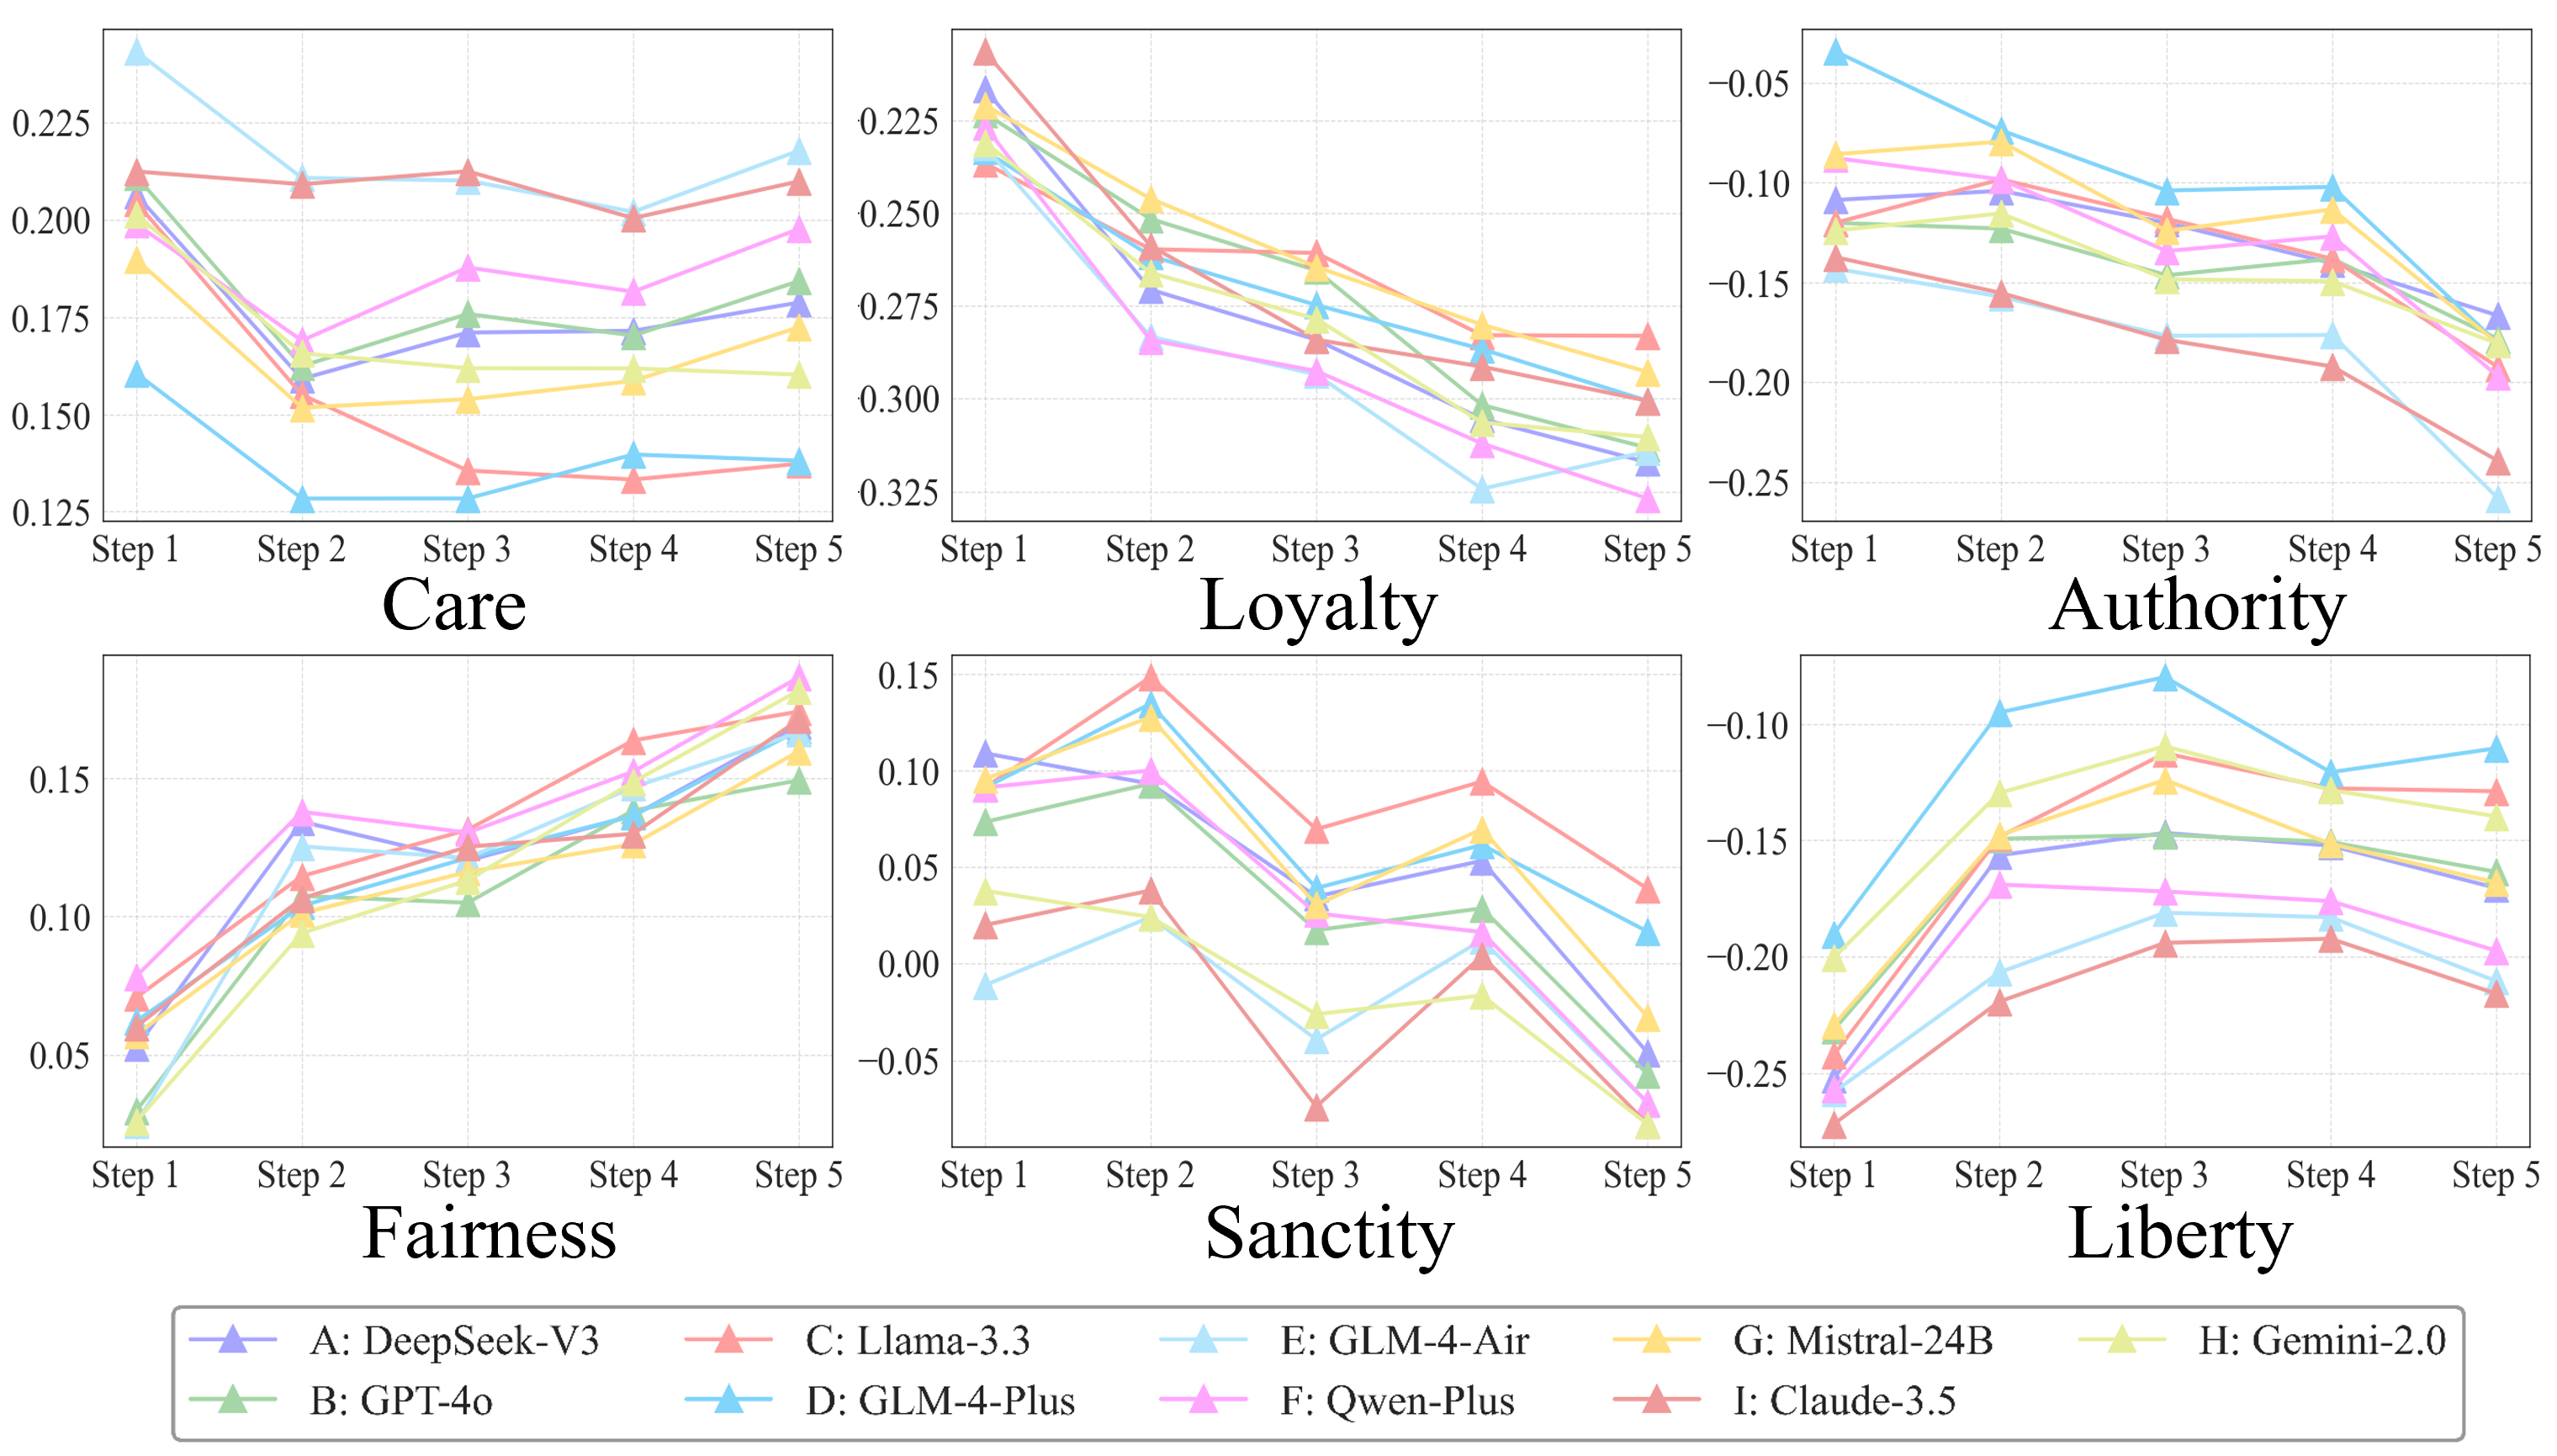 0.225
0.200
0.175
0.150
0.125
Step 1 Step 2 Step 3 Step 4 Step 5
Care
0.225
0.250
0.275
0.300
0.325
Step 1 Step 2 Step 3 Step 4 Step 5
Loyalty
−0.05
−0.10
−0.15
−0.20
−0.25
Step 1 Step 2 Step 3 Step 4 Step 5
Authority
0.15
0.10
0.05
Step 1 Step 2 Step 3 Step 4 Step 5
Fairness
0.15
0.10
0.05
0.00
−0.05
Step 1 Step 2 Step 3 Step 4 Step 5
Sanctity
−0.10
−0.15
−0.20
−0.25
Step 1 Step 2 Step 3 Step 4 Step 5
Liberty
A: DeepSeek-V3 C: Llama-3.3 E: GLM-4-Air G: Mistral-24B H: Gemini-2.0
B: GPT-4o D: GLM-4-Plus F: Qwen-Plus I: Claude-3.5